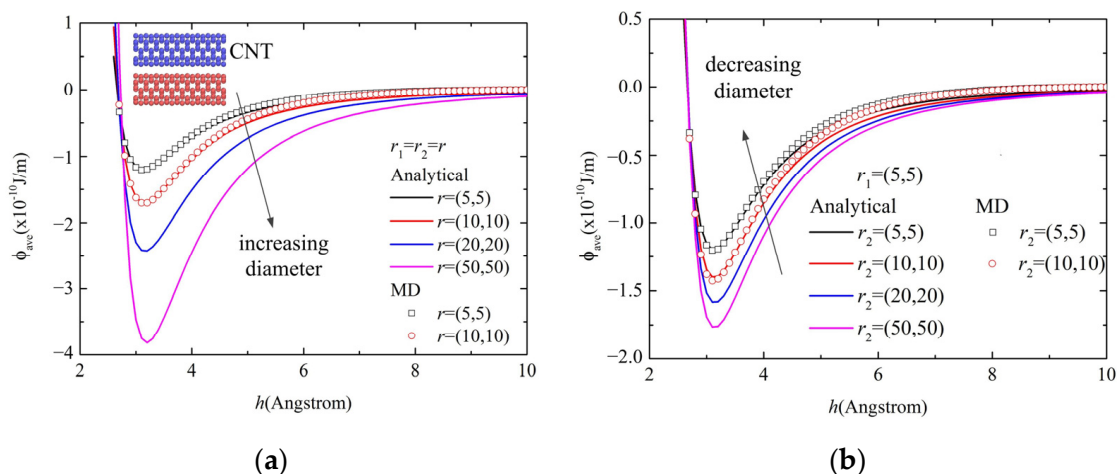 1
0
-1
-2
-3
-4
ϕave(x10-10J/m)
CNT
r1=r2=r
Analytical
r=(5,5)
r=(10,10)
r=(20,20)
r=(50,50)
MD
r=(5,5)
r=(10,10)
increasing
diameter
2 4 6 8 10
h(Angstrom)
(a)
0.5
0.0
-0.5
-1.0
-1.5
-2.0
ϕave(x10-10J/m)
decreasing
diameter
r1=(5,5)
Analytical
r2=(5,5)
r2=(10,10)
r2=(20,20)
r2=(50,50)
MD
r2=(5,5)
r2=(10,10)
2 4 6 8 10
h(Angstrom)
(b)